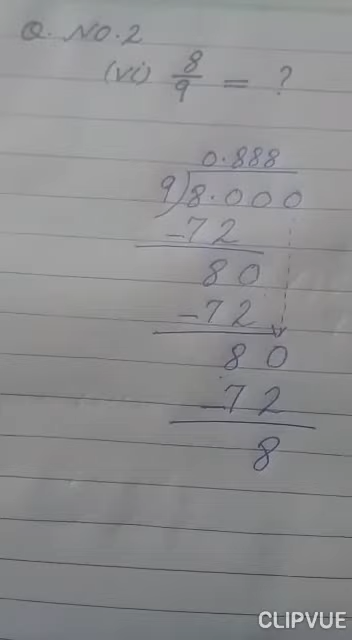 Q. NO. 2
(vi) 8/9 = ?
0.888
9)8.000
-72
80
-72
80
-72
8
CLIPVUE